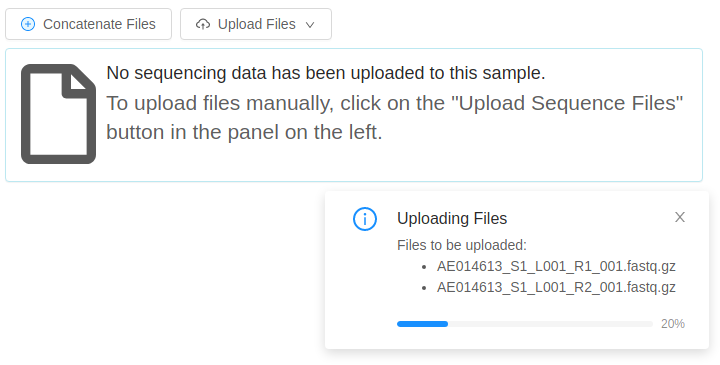 Concatenate Files
Upload Files
No sequencing data has been uploaded to this sample.
To upload files manually, click on the "Upload Sequence Files"
button in the panel on the left.
Uploading Files
Files to be uploaded:
• AE014613_S1_L001_R1_001.fastq.gz
• AE014613_S1_L001_R2_001.fastq.gz
20%